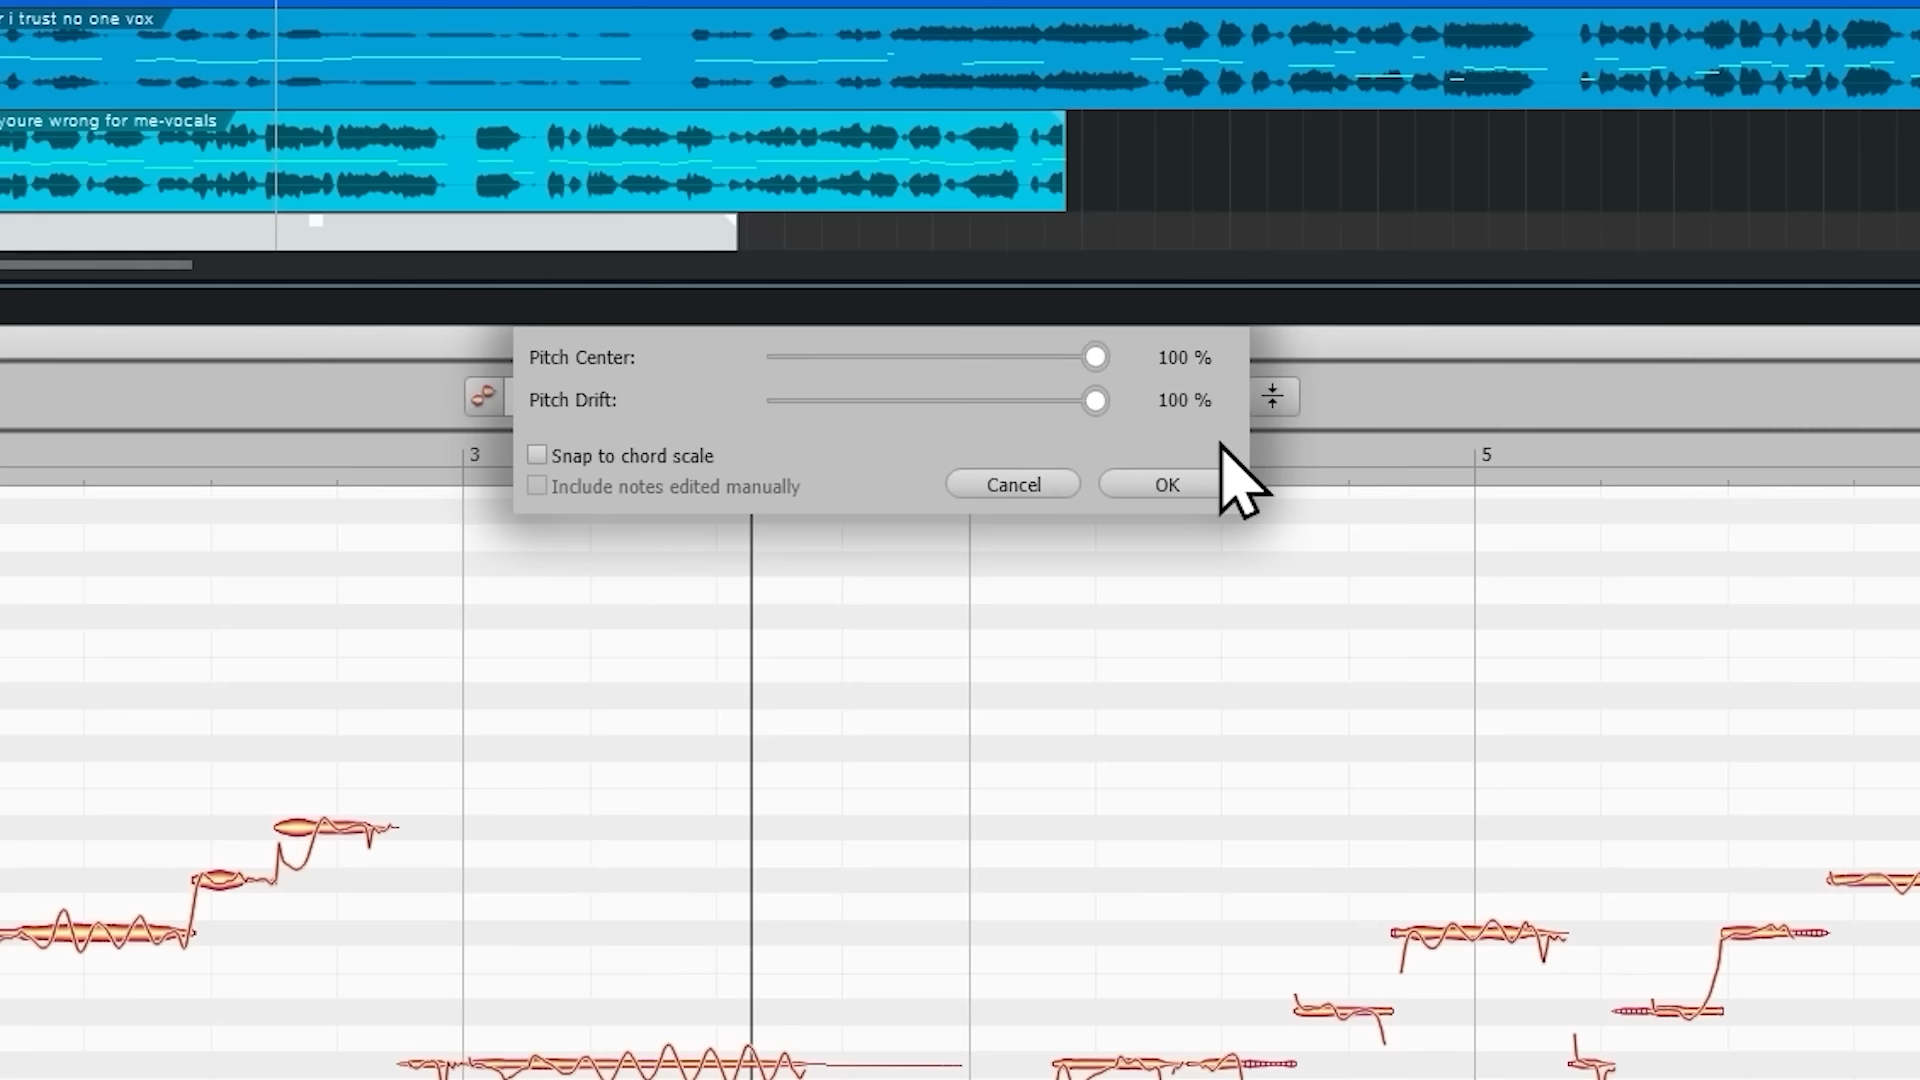 r i trust no one vox
youre wrong for me-vocals
Pitch Center: 100 %
Pitch Drift: 100 %
3
Snap to chord scale
5
Include notes edited manually
Cancel OK